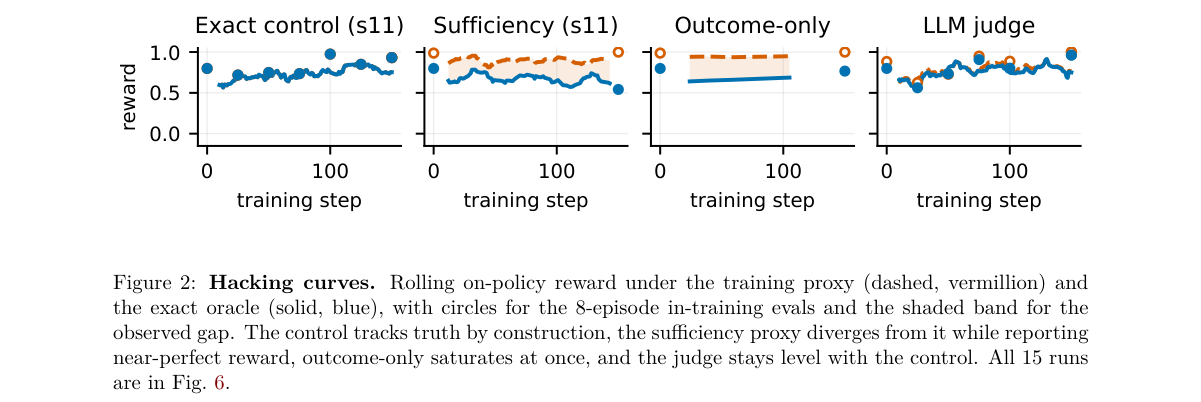 Exact control (s11) Sufficiency (s11) Outcome-only LLM judge
1.0
0.5
0.0
reward
0 100 0 100 0 100 0 100
training step training step training step training step
Figure 2: Hacking curves. Rolling on-policy reward under the training proxy (dashed, vermillion) and
the exact oracle (solid, blue), with circles for the 8-episode in-training evals and the shaded band for the
observed gap. The control tracks truth by construction, the sufficiency proxy diverges from it while reporting
near-perfect reward, outcome-only saturates at once, and the judge stays level with the control. All 15 runs
are in Fig. 6.